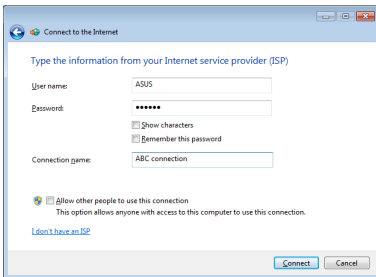 Connect to the Internet
Type the information from your Internet service provider (ISP)
User name: ASUS
Password: ••••••
Show characters
Remember this password
Connection name: ABC connection
Allow other people to use this connection
This option allows anyone with access to this computer to use this connection.
I don't have an ISP
Connect Cancel